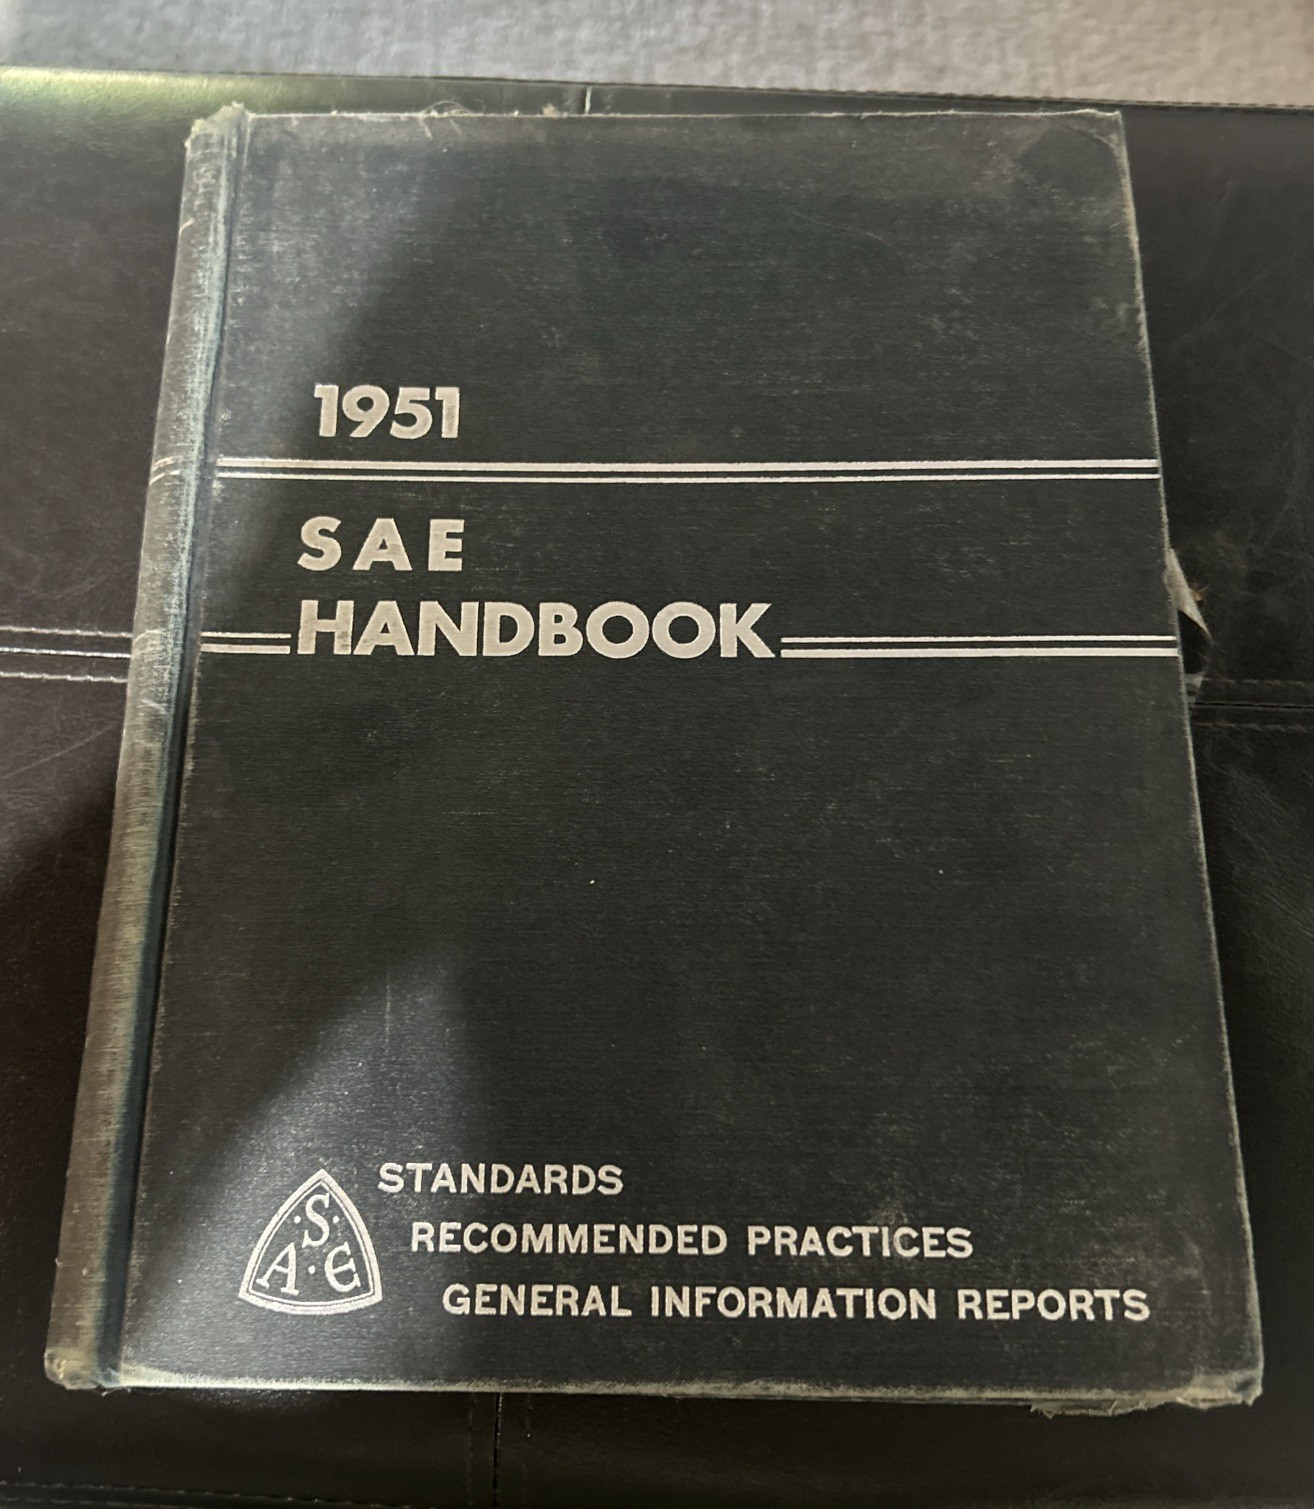 1951
SAE
HANDBOOK
STANDARDS
RECOMMENDED PRACTICES
GENERAL INFORMATION REPORTS
·S·
A·E